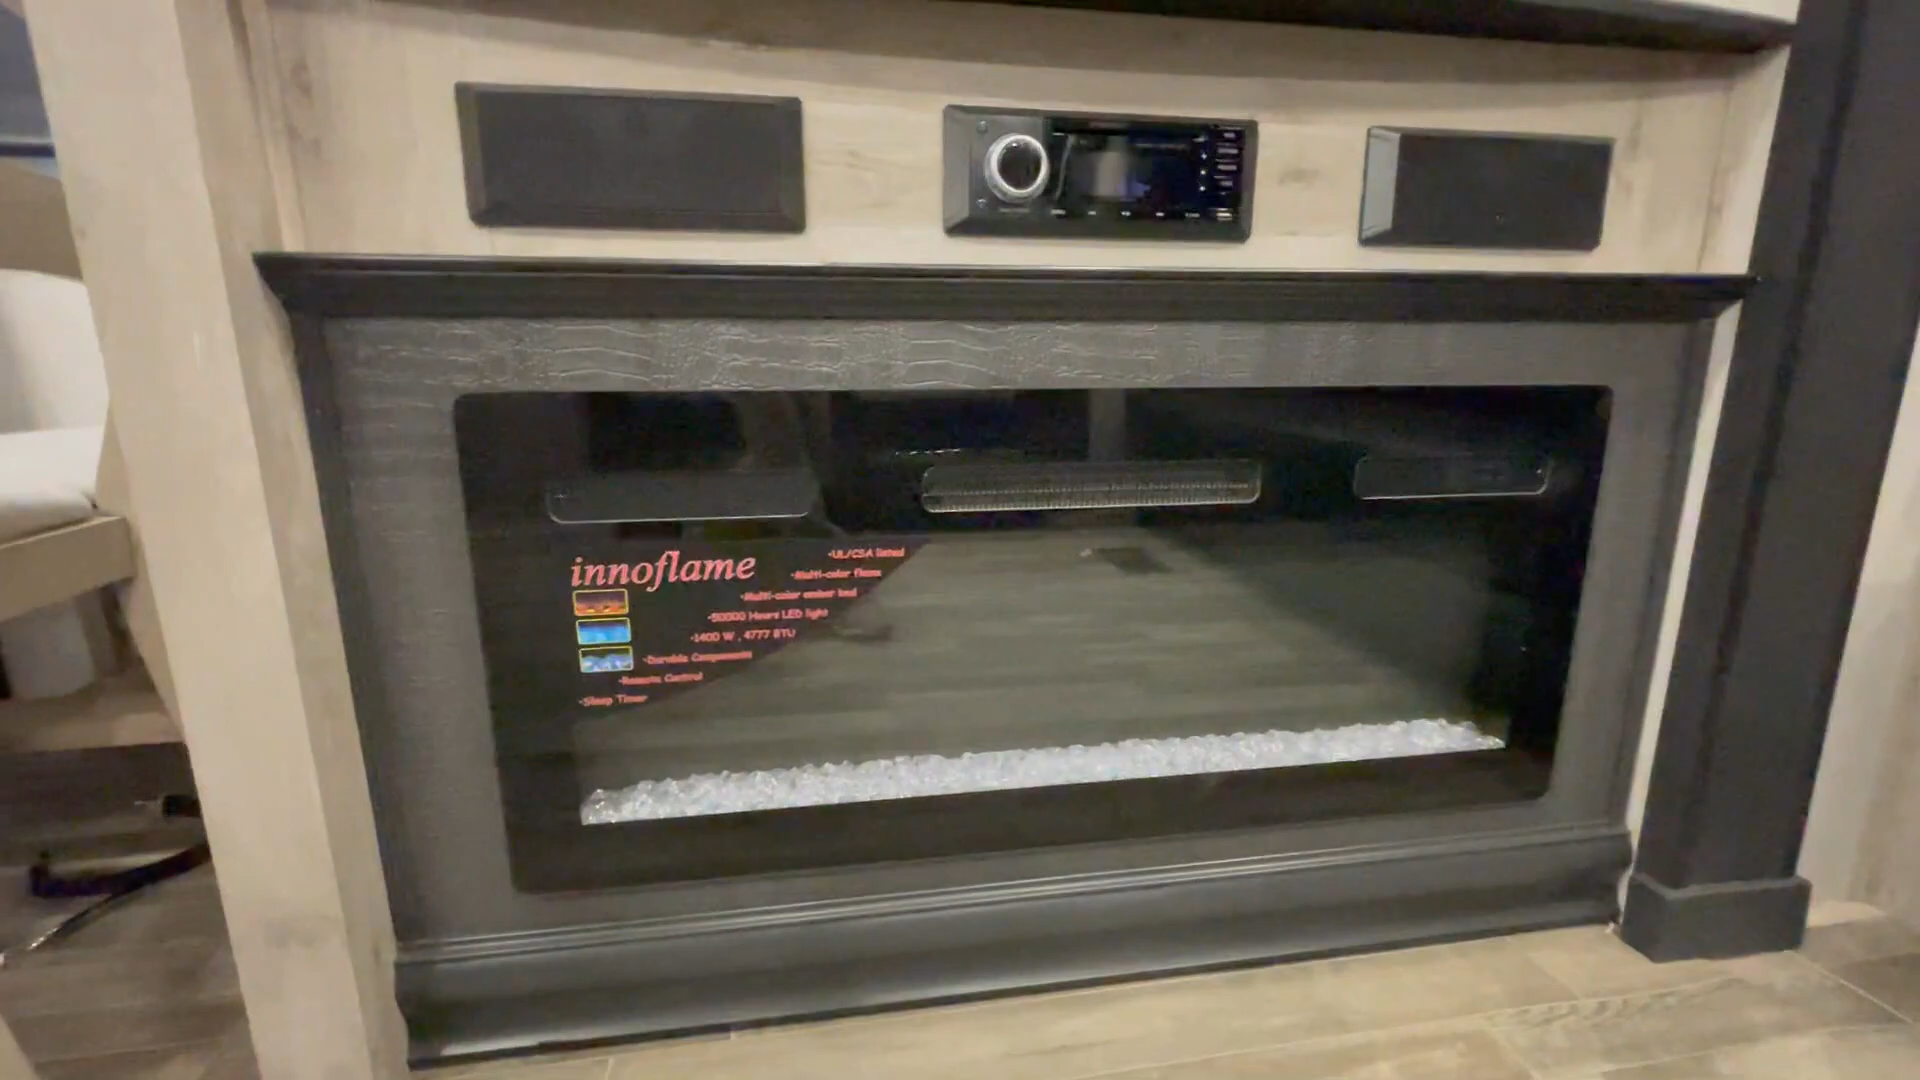 innoflame
-UL/CSA listed
-Multi-color flame
-Multi-color ember bed
-50000 Hours LED light
-1400 W , 4777 BTU
-Durable Components
-Remote Control
-Sleep Timer